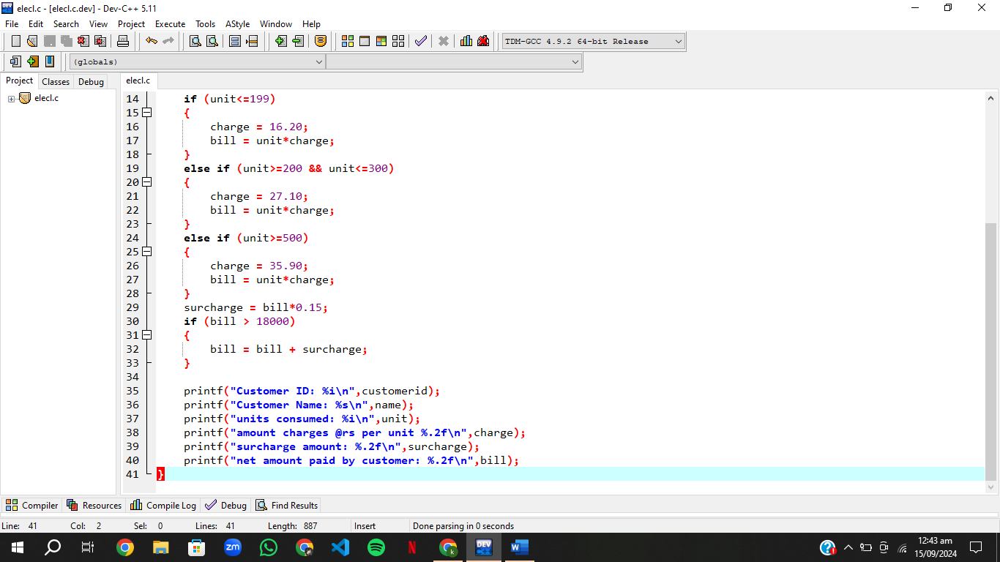 elecl.c - [elecl.c.dev] - Dev-C++ 5.11
File Edit Search View Project Execute Tools AStyle Window Help
TDM-GCC 4.9.2 64-bit Release
(globals)
Project Classes Debug elecl.c
elecl.c
14 if (unit<=199)
15 {
16 charge = 16.20;
17 bill = unit*charge;
18 }
19 else if (unit>=200 && unit<=300)
20 {
21 charge = 27.10;
22 bill = unit*charge;
23 }
24 else if (unit>=500)
25 {
26 charge = 35.90;
27 bill = unit*charge;
28 }
29 surcharge = bill*0.15;
30 if (bill > 18000)
31 {
32 bill = bill + surcharge;
33 }
34
35 printf("Customer ID: %i\n",customerid);
36 printf("Customer Name: %s\n",name);
37 printf("units consumed: %i\n",unit);
38 printf("amount charges @rs per unit %.2f\n",charge);
39 printf("surcharge amount: %.2f\n",surcharge);
40 printf("net amount paid by customer: %.2f\n",bill);
41 }
Compiler Resources Compile Log Debug Find Results
Line: 41 Col: 2 Sel: 0 Lines: 41 Length: 887 Insert Done parsing in 0 seconds
zm N k DEV W 12:43 am
15/09/2024